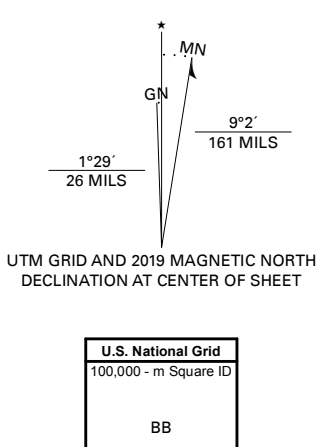 ★
MN
GN
9°2´
161 MILS
1°29´
26 MILS
UTM GRID AND 2019 MAGNETIC NORTH
DECLINATION AT CENTER OF SHEET
U.S. National Grid
100,000 - m Square ID
BB